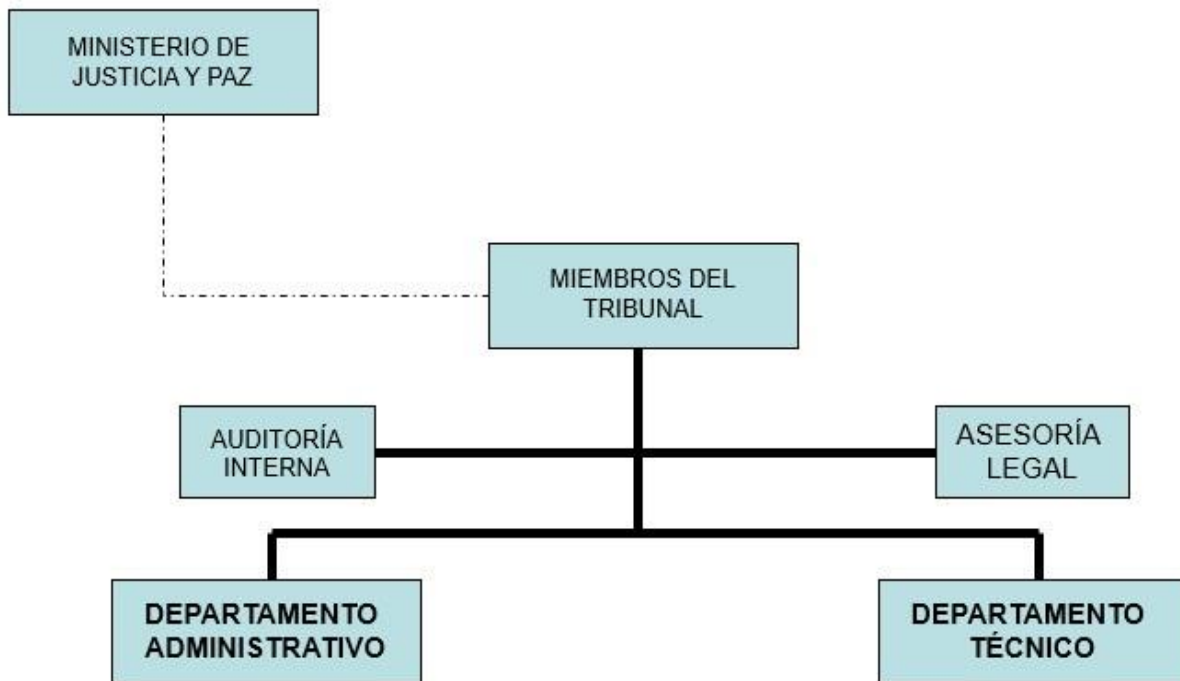 MINISTERIO DE
JUSTICIA Y PAZ
MIEMBROS DEL
TRIBUNAL
AUDITORÍA
INTERNA
ASESORÍA
LEGAL
DEPARTAMENTO
ADMINISTRATIVO
DEPARTAMENTO
TÉCNICO